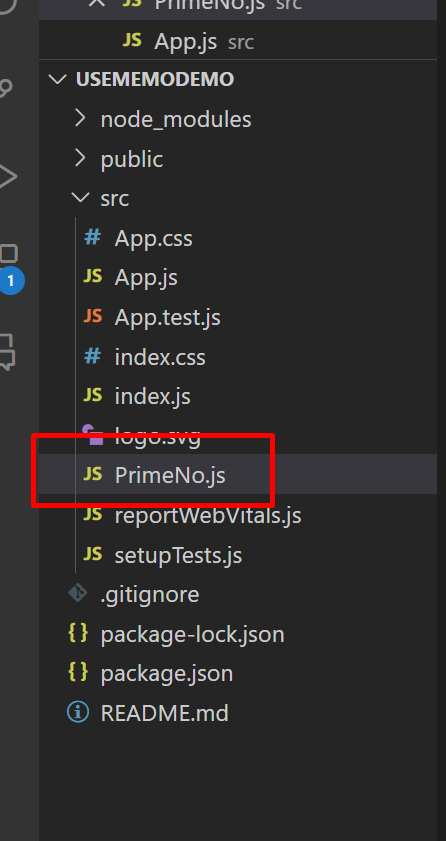 JS PrimeNo.js src
JS App.js src
USEMEMODEMO
node_modules
public
src
# App.css
JS App.js
JS App.test.js
# index.css
JS index.js
logo.svg
JS PrimeNo.js
JS reportWebVitals.js
JS setupTests.js
1
.gitignore
{} package-lock.json
{} package.json
README.md